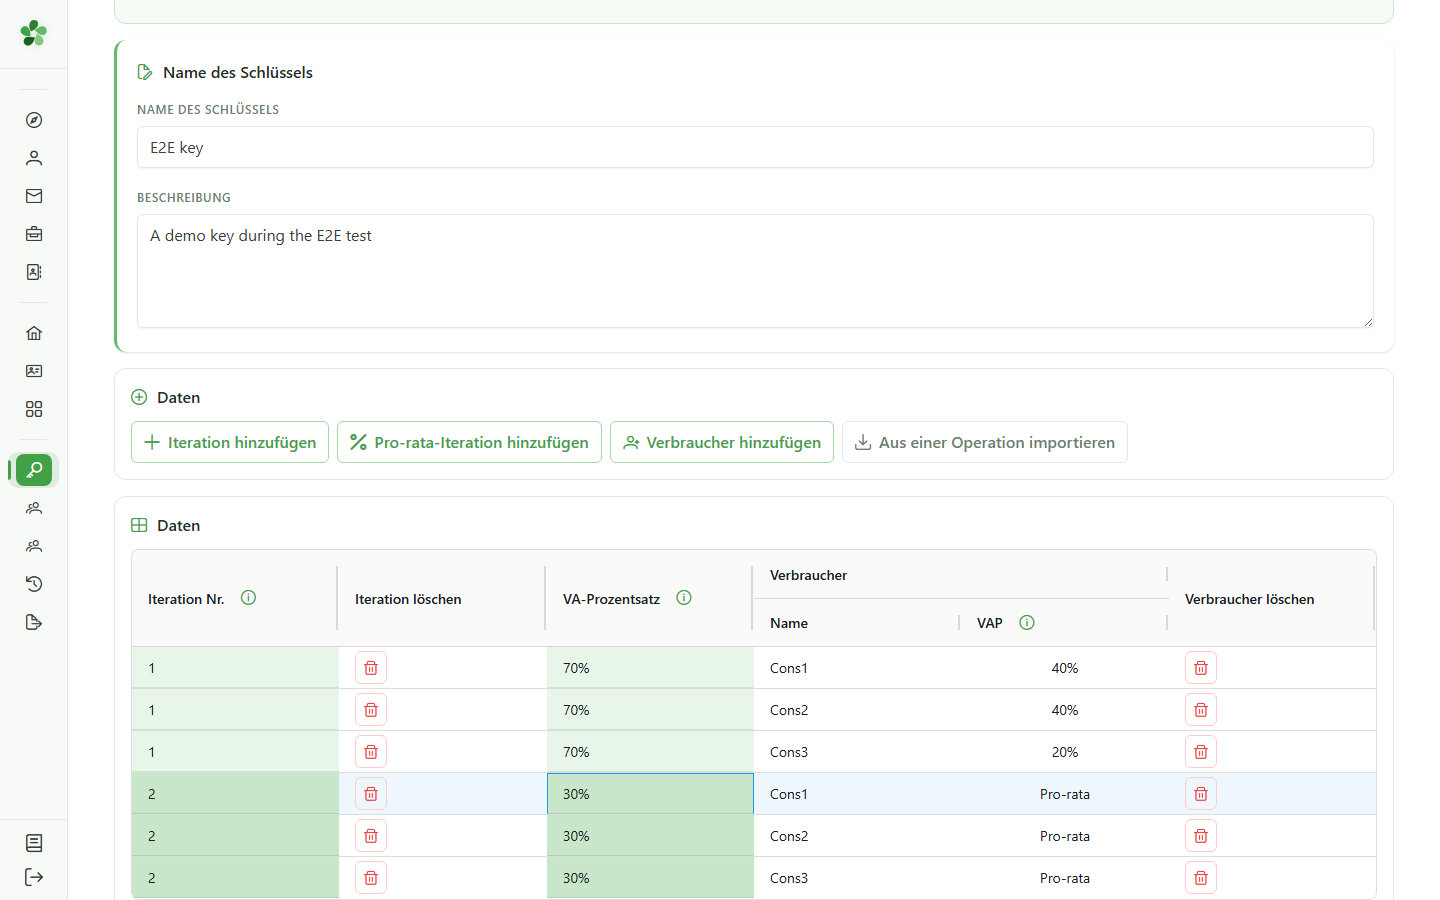 Name des Schlüssels
NAME DES SCHLÜSSELS
E2E key
BESCHREIBUNG
A demo key during the E2E test
Daten
Iteration hinzufügen
Pro-rata-Iteration hinzufügen
Verbraucher hinzufügen
Aus einer Operation importieren
Daten
Iteration Nr.
Iteration löschen
VA-Prozentsatz
Verbraucher
Name
VAP
Verbraucher löschen
1 70% Cons1 40%
1 70% Cons2 40%
1 70% Cons3 20%
2 30% Cons1 Pro-rata
2 30% Cons2 Pro-rata
2 30% Cons3 Pro-rata